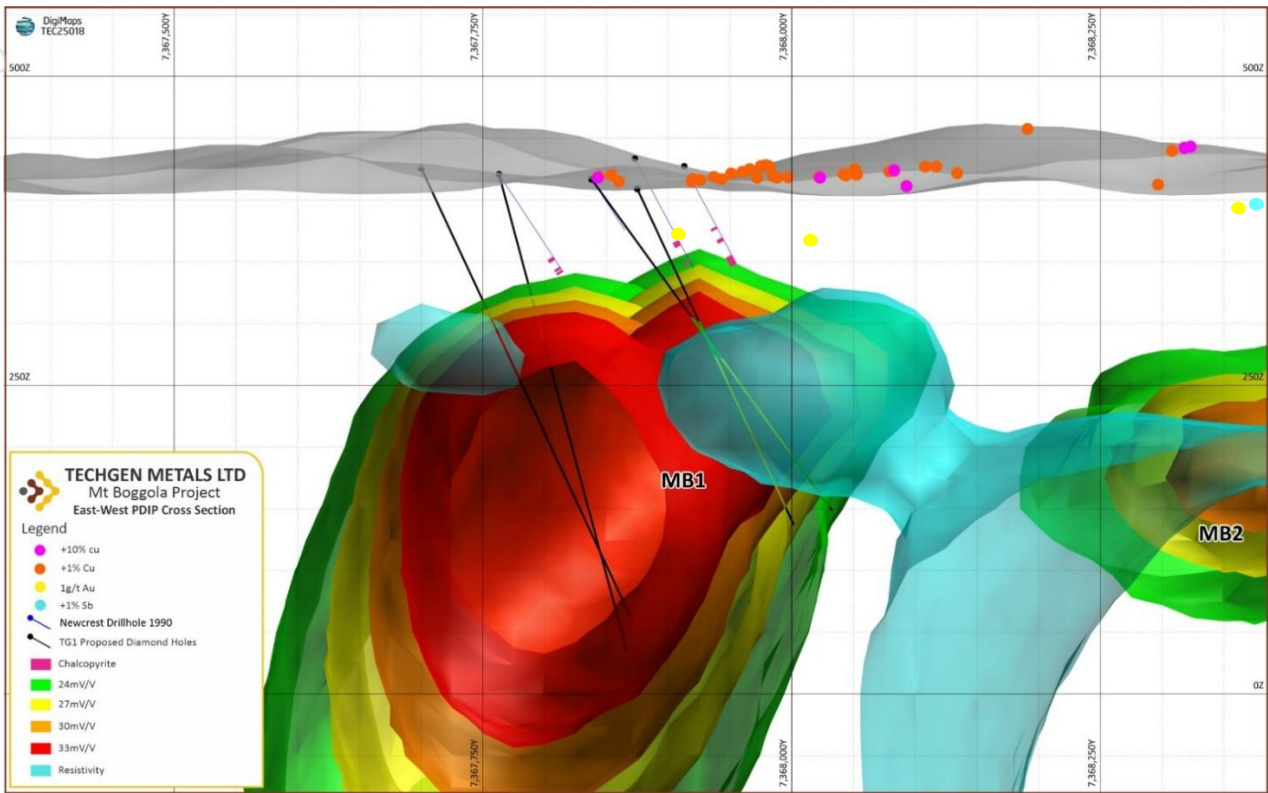 DigiMaps
TEC25018
7,367,500Y
7,367,750Y
7,368,000Y
7,368,250Y
500Z
500Z
250Z
250Z
MB1
MB2
TECHGEN METALS LTD
Mt Boggola Project
East-West PDIP Cross Section
Legend
+10% cu
+1% Cu
1g/t Au
+1% Sb
Newcrest Drillhole 1990
TG1 Proposed Diamond Holes
Chalcopyrite
24mV/V
27mV/V
30mV/V
33mV/V
Resistivity
0Z
7,367,750Y
7,368,000Y
7,368,250Y